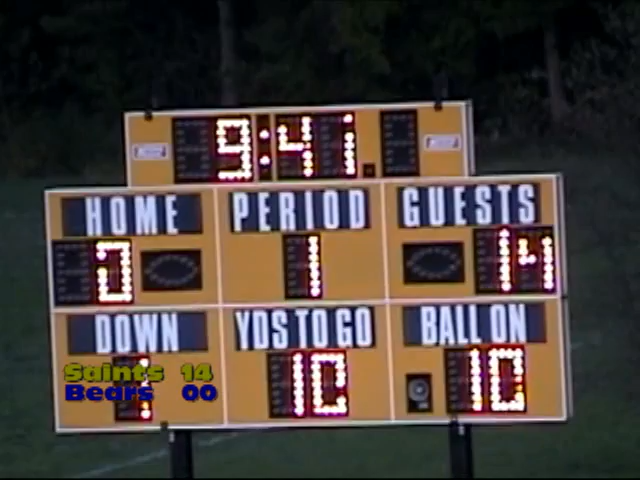 9:41
HOME PERIOD GUESTS
0 1 14
DOWN YDS TO GO BALL ON
1 10 10
Saints 14
Bears 00